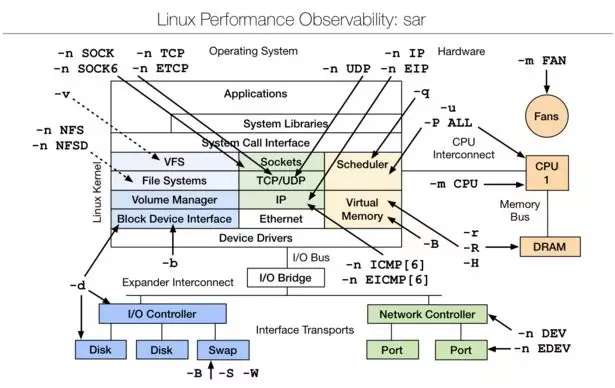 Linux Performance Observability: sar
-n SOCK -n TCP Operating System -n IP Hardware
-n SOCK6 -n ETCP -n UDP -n EIP -m FAN
Applications
-v -q -u Fans
System Libraries -P ALL
-n NFS System Call Interface CPU
-n NFSD VFS Sockets Scheduler Interconnect CPU
File Systems TCP/UDP -m CPU 1
Linux Kernel
Volume Manager IP Virtual Memory
Memory Bus
Block Device Interface Ethernet
-r
Device Drivers -B -R DRAM
-b -H
I/O Bus -n ICMP[6]
Expander Interconnect I/O Bridge -n EICMP[6]
-d
I/O Controller Network Controller
Interface Transports -n DEV
Disk Disk Swap Port Port -n EDEV
-B -S -W